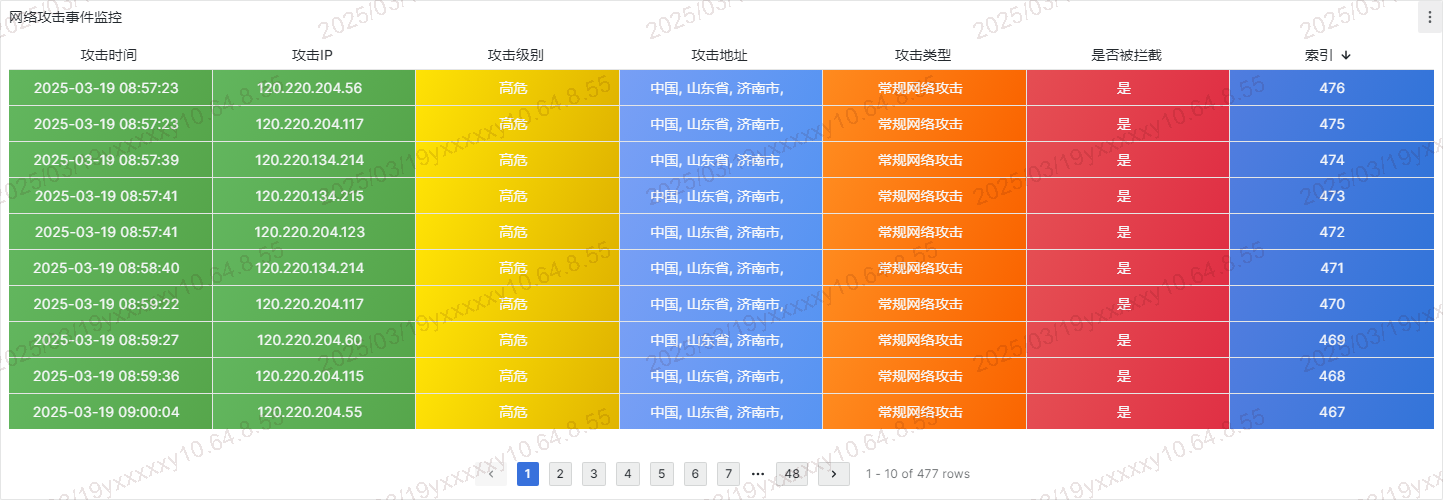 网络攻击事件监控
攻击时间 攻击IP 攻击级别 攻击地址 攻击类型 是否被拦截 索引
2025-03-19 08:57:23 120.220.204.56 高危 中国, 山东省, 济南市, 常规网络攻击 是 476
2025-03-19 08:57:23 120.220.204.117 高危 中国, 山东省, 济南市, 常规网络攻击 是 475
2025-03-19 08:57:39 120.220.134.214 高危 中国, 山东省, 济南市, 常规网络攻击 是 474
2025-03-19 08:57:41 120.220.134.215 高危 中国, 山东省, 济南市, 常规网络攻击 是 473
2025-03-19 08:57:41 120.220.204.123 高危 中国, 山东省, 济南市, 常规网络攻击 是 472
2025-03-19 08:58:40 120.220.134.214 高危 中国, 山东省, 济南市, 常规网络攻击 是 471
2025-03-19 08:59:22 120.220.204.117 高危 中国, 山东省, 济南市, 常规网络攻击 是 470
2025-03-19 08:59:27 120.220.204.60 高危 中国, 山东省, 济南市, 常规网络攻击 是 469
2025-03-19 08:59:36 120.220.204.115 高危 中国, 山东省, 济南市, 常规网络攻击 是 468
2025-03-19 09:00:04 120.220.204.55 高危 中国, 山东省, 济南市, 常规网络攻击 是 467
1 2 3 4 5 6 7 ••• 48 1 - 10 of 477 rows
2025/03/19yxxxxxy10.64.8.55